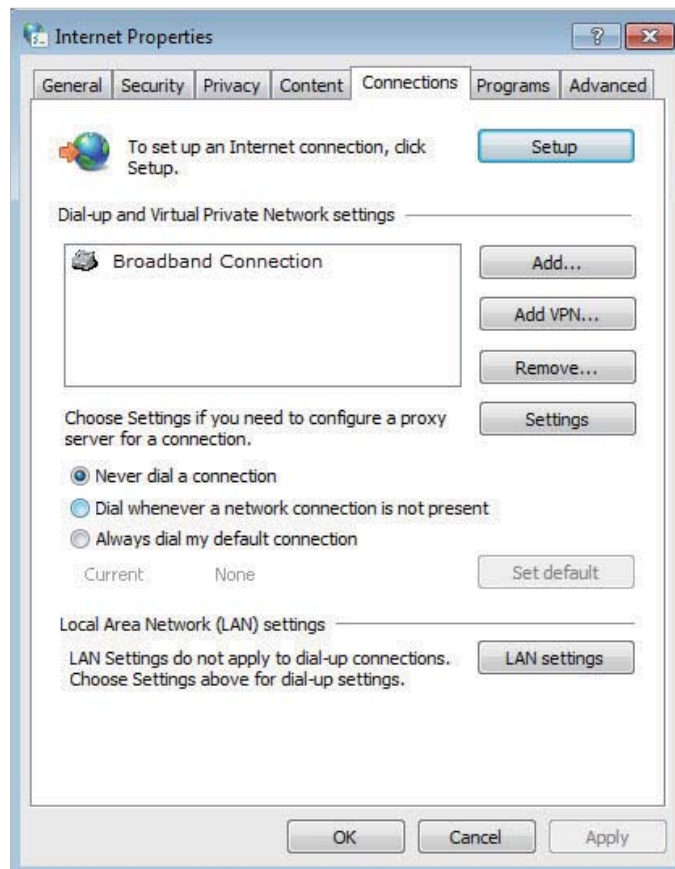 Internet Properties
General Security Privacy Content Connections Programs Advanced
To set up an Internet connection, click
Setup.
Setup
Dial-up and Virtual Private Network settings
Broadband Connection
Add...
Add VPN...
Remove...
Choose Settings if you need to configure a proxy
server for a connection.
Settings
Never dial a connection
Dial whenever a network connection is not present
Always dial my default connection
Current None
Set default
Local Area Network (LAN) settings
LAN Settings do not apply to dial-up connections.
Choose Settings above for dial-up settings.
LAN settings
OK Cancel Apply